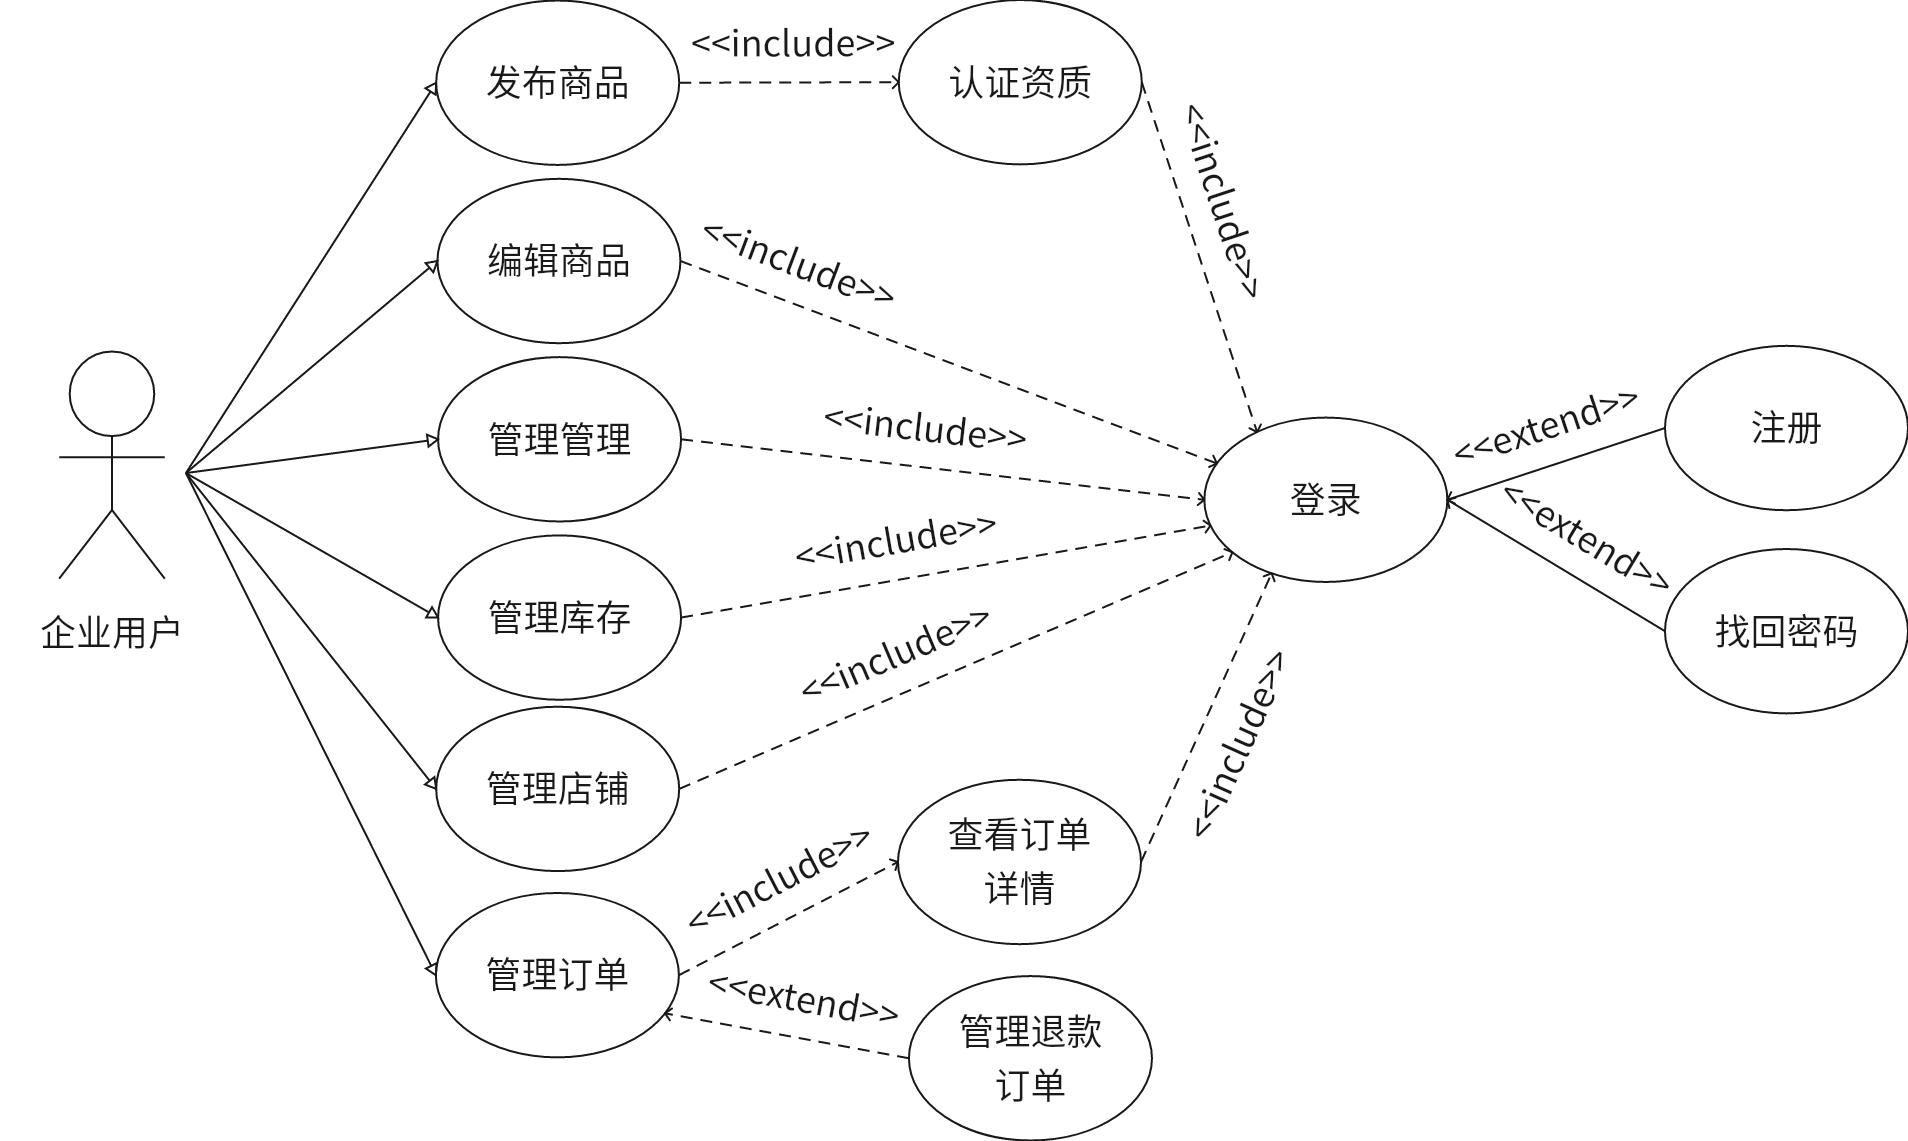 发布商品
<<include>>
认证资质
<<include>>
编辑商品
<<include>>
管理管理
<<include>>
企业用户
管理库存
<<include>>
登录
<<extend>>
注册
<<extend>>
找回密码
管理店铺
<<include>>
<<include>>
管理订单
<<include>>
查看订单
详情
<<extend>>
管理退款
订单